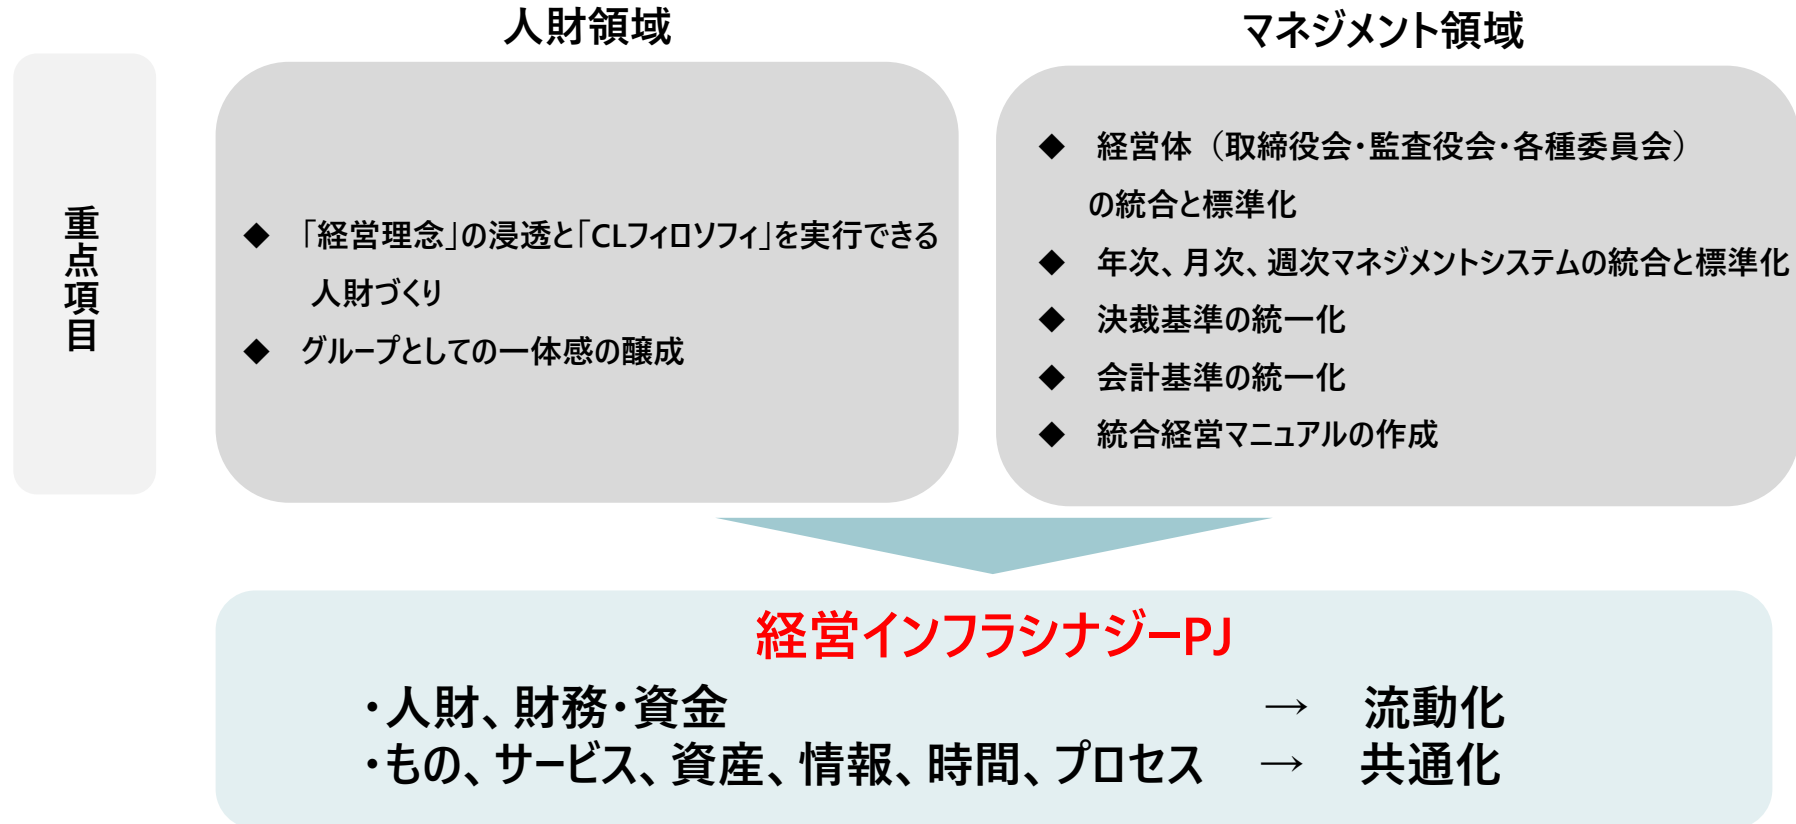 人財領域
マネジメント領域
重点項目
◆ 「経営理念」の浸透と「CLフィロソフィ」を実行できる
人財づくり
◆ グループとしての一体感の醸成
◆ 経営体（取締役会・監査役会・各種委員会）
の統合と標準化
◆ 年次、月次、週次マネジメントシステムの統合と標準化
◆ 決裁基準の統一化
◆ 会計基準の統一化
◆ 統合経営マニュアルの作成
経営インフラシナジーPJ
・人財、財務・資金 → 流動化
・もの、サービス、資産、情報、時間、プロセス → 共通化